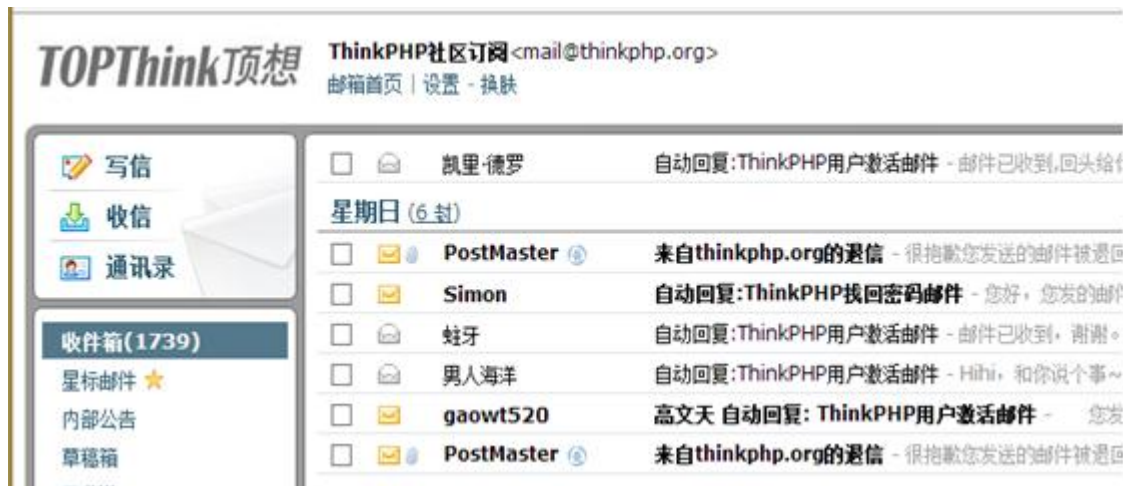 TOPThink顶想
ThinkPHP社区订阅<mail@thinkphp.org>
邮箱首页 | 设置 - 换肤
写信
收信
通讯录
收件箱(1739)
星标邮件
内部公告
草稿箱
凯里·德罗 自动回复:ThinkPHP用户激活邮件 - 邮件已收到,回头给
星期日 (6 封)
PostMaster 来自thinkphp.org的退信 - 很抱歉您发送的邮件被退回
Simon 自动回复:ThinkPHP找回密码邮件 - 您好，您发的邮件
蛀牙 自动回复:ThinkPHP用户激活邮件 - 邮件已收到，谢谢。
男人海洋 自动回复:ThinkPHP用户激活邮件 - Hihi，和你说个事~
gaowt520 高文天 自动回复: ThinkPHP用户激活邮件 - 您发
PostMaster 来自thinkphp.org的退信 - 很抱歉您发送的邮件被退回